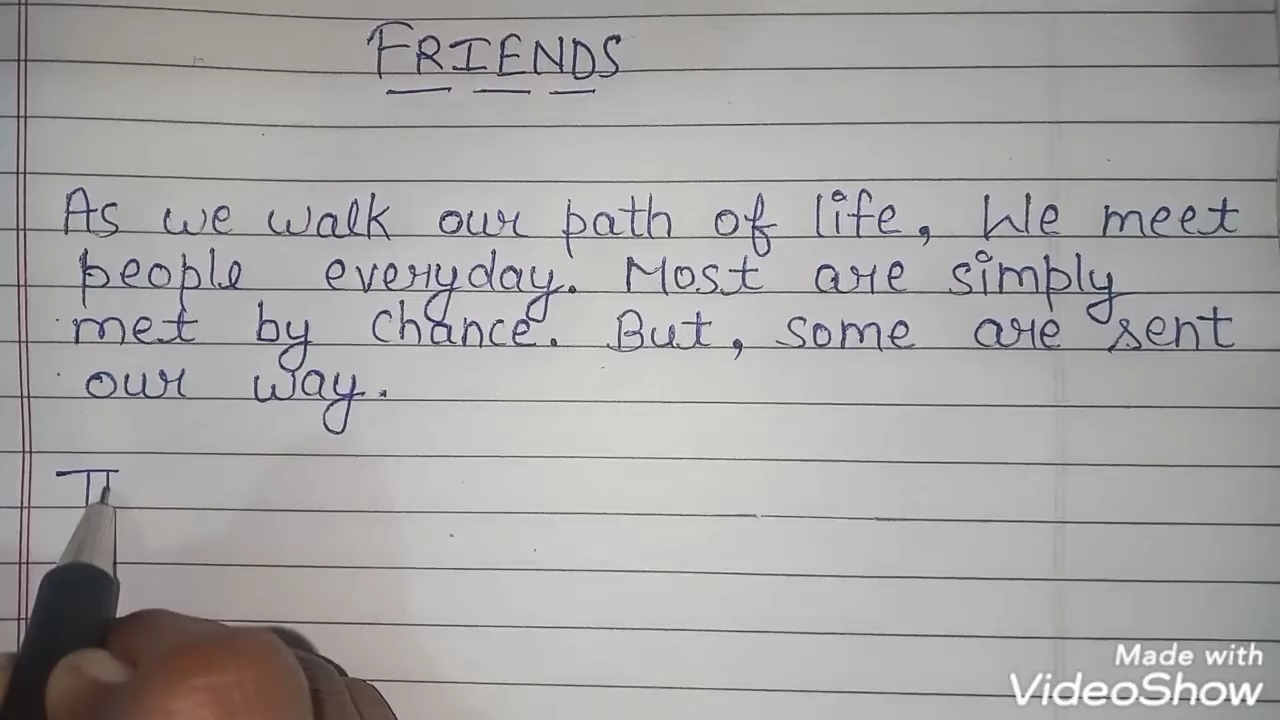 FRIENDS
As we walk our path of life, We meet
people everyday. Most are simply
met by chance. But, some are sent
our way.
Made with
VideoShow